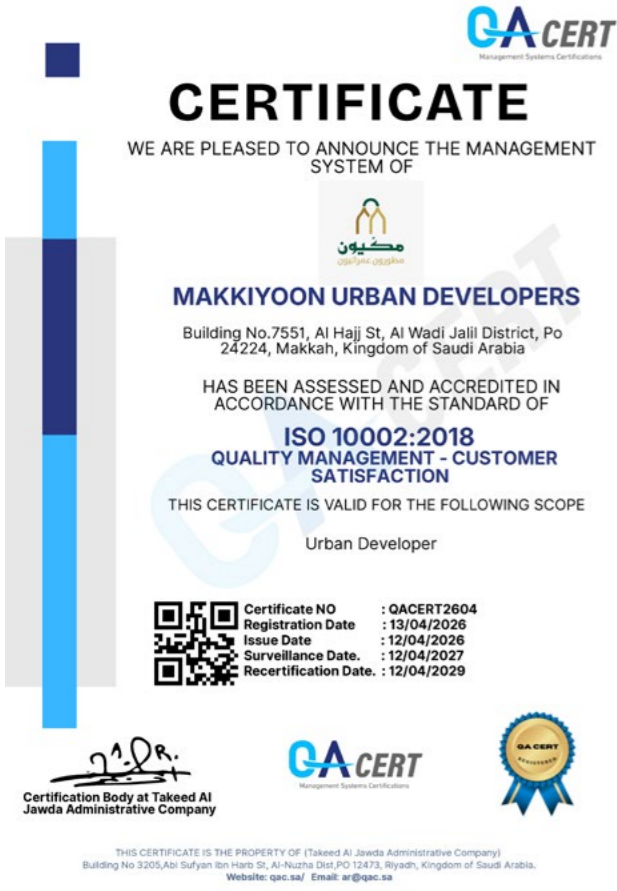 QA CERT
Management Systems Certifications
CERTIFICATE
WE ARE PLEASED TO ANNOUNCE THE MANAGEMENT
SYSTEM OF
مكيون
مطورون عمرانيون
MAKKIYOON URBAN DEVELOPERS
Building No.7551, Al Hajj St, Al Wadi Jalil District, Po
24224, Makkah, Kingdom of Saudi Arabia
HAS BEEN ASSESSED AND ACCREDITED IN
ACCORDANCE WITH THE STANDARD OF
ISO 10002:2018
QUALITY MANAGEMENT - CUSTOMER
SATISFACTION
THIS CERTIFICATE IS VALID FOR THE FOLLOWING SCOPE
Urban Developer
Certificate NO : QACERT2604
Registration Date : 13/04/2026
Issue Date : 12/04/2026
Surveillance Date. : 12/04/2027
Recertification Date. : 12/04/2029
Certification Body at Takeed Al
Jawda Administrative Company
QA CERT
Management Systems Certifications
QA CERT
REGISTERED
THIS CERTIFICATE IS THE PROPERTY OF (Takeed Al Jawda Administrative Company)
Building No 3205,Abi Sufyan Ibn Harb St, Al-Nuzha Dist,PO 12473, Riyadh, Kingdom of Saudi Arabia.
Website: qac.sa/ Email: ar@qac.sa